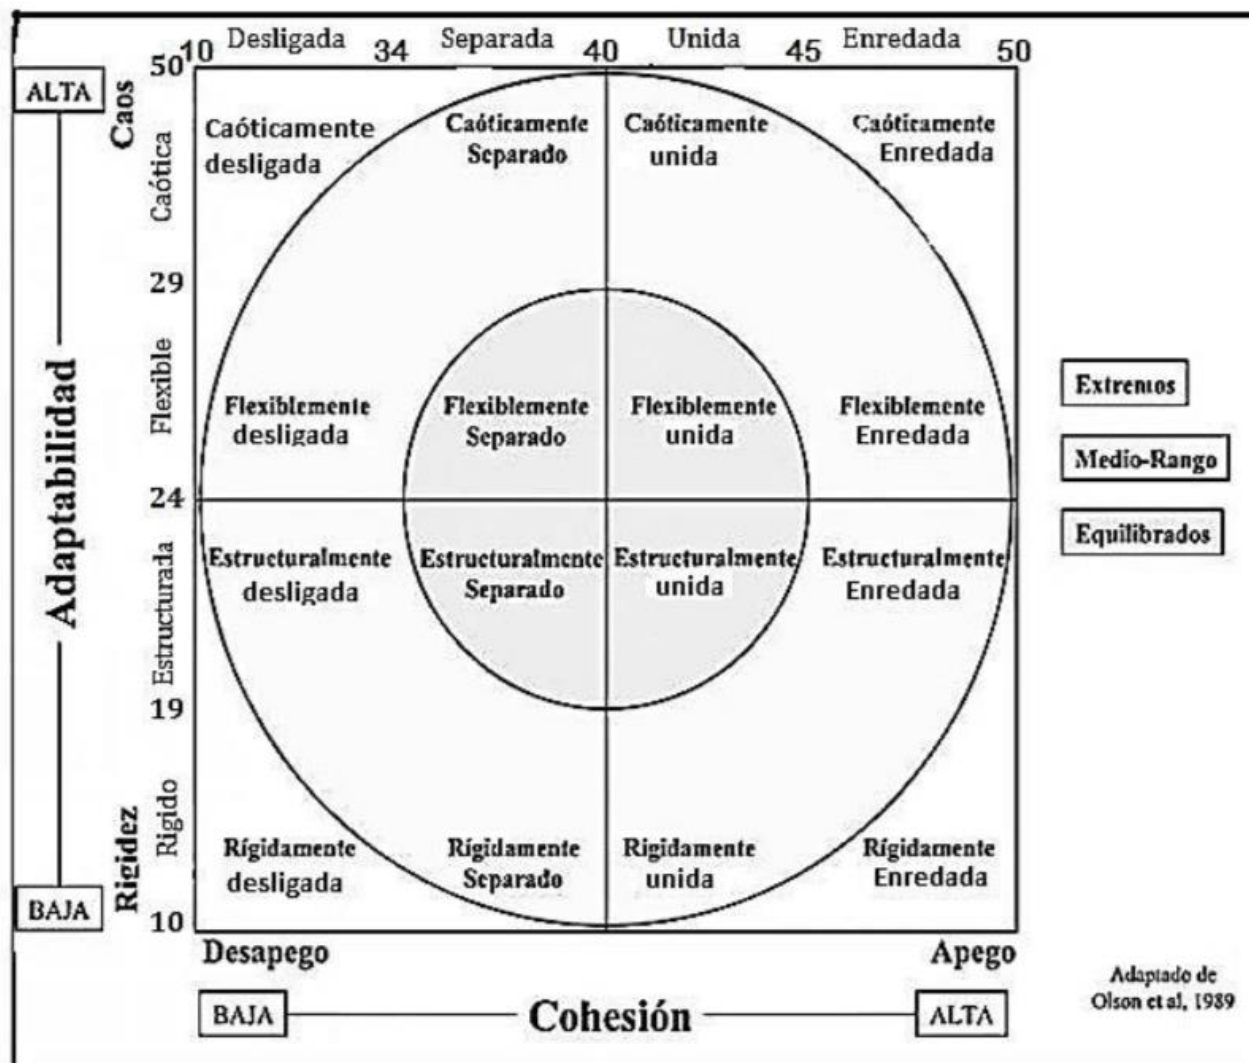 Desligada Separada Unida Enredada
10 34 40 45 50
50
ALTA
Caos
Caótica
Caóticamente
desligada
Caóticamente
Separado
Caóticamente
unida
Caóticamente
Enredada
29
Adaptabilidad
Flexible
Flexiblemente
desligada
Flexiblemente
Separado
Flexiblemente
unida
Flexiblemente
Enredada
Extremos
Medio-Rango
Equilibrados
24
Estructurada
Estructuralmente
desligada
Estructuralmente
Separado
Estructuralmente
unida
Estructuralmente
Enredada
19
Rigidez
Rígido
Rígidamente
desligada
Rígidamente
Separado
Rigidamente
unida
Rígidamente
Enredada
BAJA
10
Desapego
Apego
BAJA
Cohesión
ALTA
Adaptado de
Olson et al, 1989